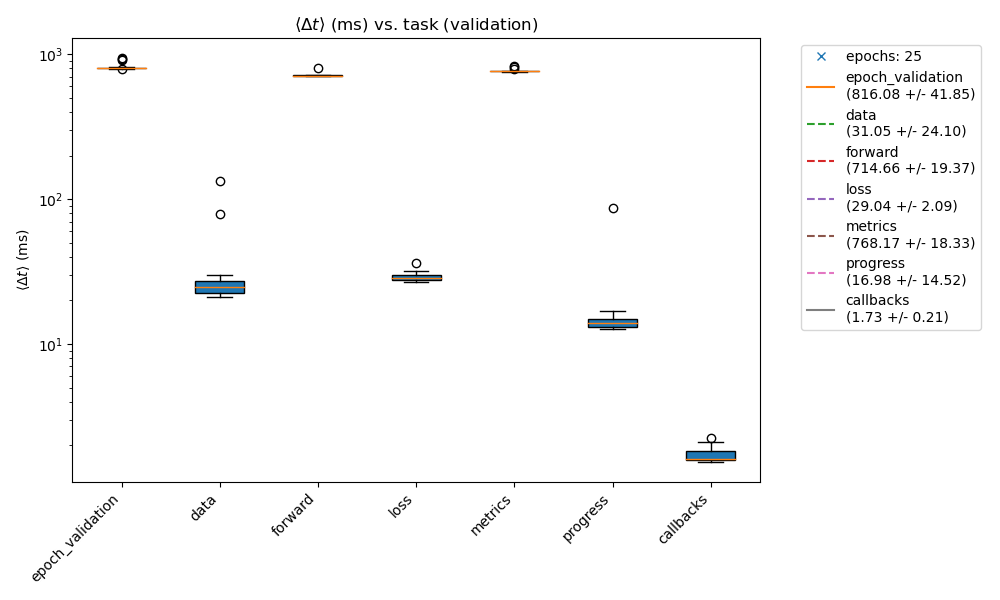 ⟨Δt⟩ (ms) vs. task (validation)
⟨Δt⟩ (ms)
10³
10²
10¹
epoch_validation
data
forward
loss
metrics
progress
callbacks
epochs: 25
epoch_validation
(816.08 +/- 41.85)
data
(31.05 +/- 24.10)
forward
(714.66 +/- 19.37)
loss
(29.04 +/- 2.09)
metrics
(768.17 +/- 18.33)
progress
(16.98 +/- 14.52)
callbacks
(1.73 +/- 0.21)